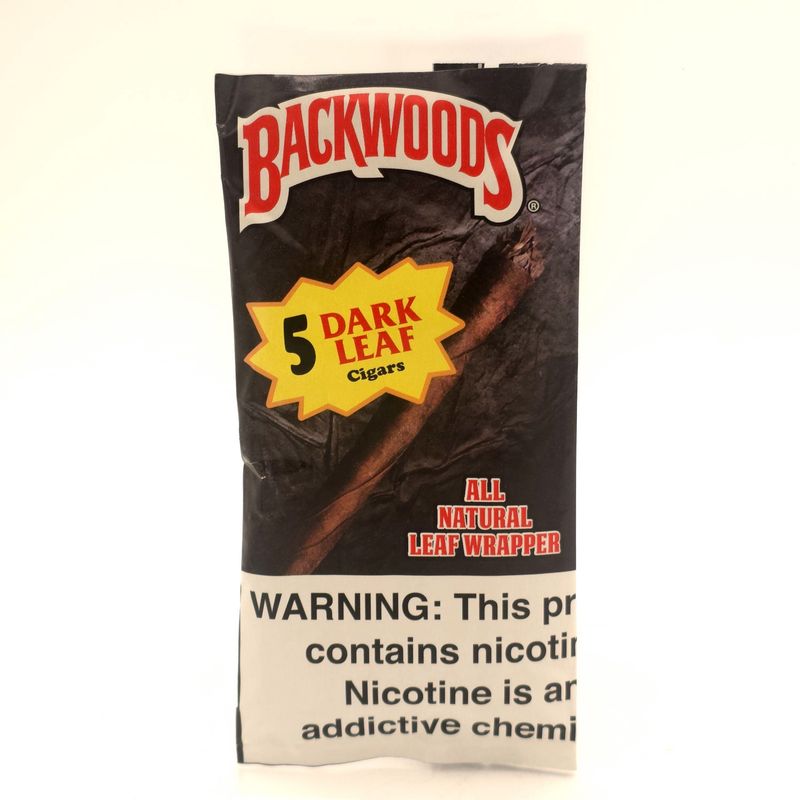 BACKWOODS®
5 DARK
LEAF
Cigars
ALL
NATURAL
LEAF WRAPPER
WARNING: This pr
contains nicotin
Nicotine is an
addictive chemi